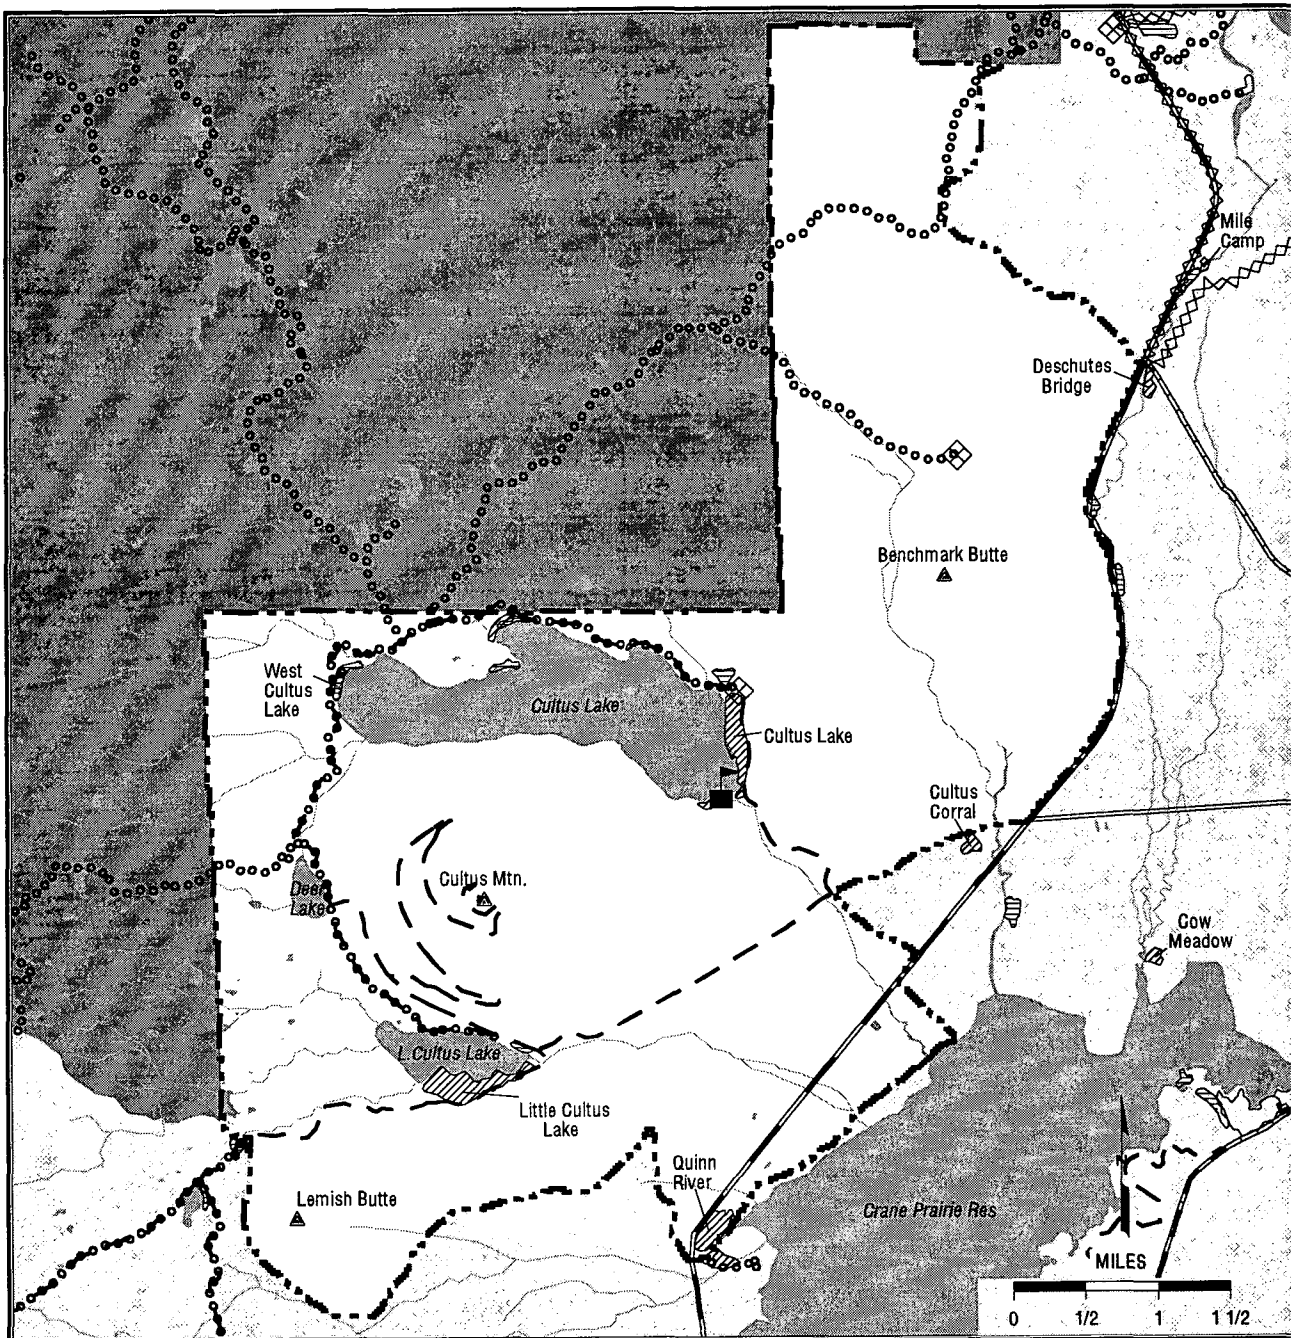 Mile
Camp
Deschutes
Bridge
Benchmark Butte
West
Cultus
Lake
Cultus Lake
Cultus Lake
Cultus
Corral
Cultus Mtn.
Deer
Lake
Cow
Meadow
L. Cultus Lake
Little Cultus
Lake
Quinn
River
Lemish Butte
Crane Prairie Res
N
MILES
0 1/2 1 1 1/2